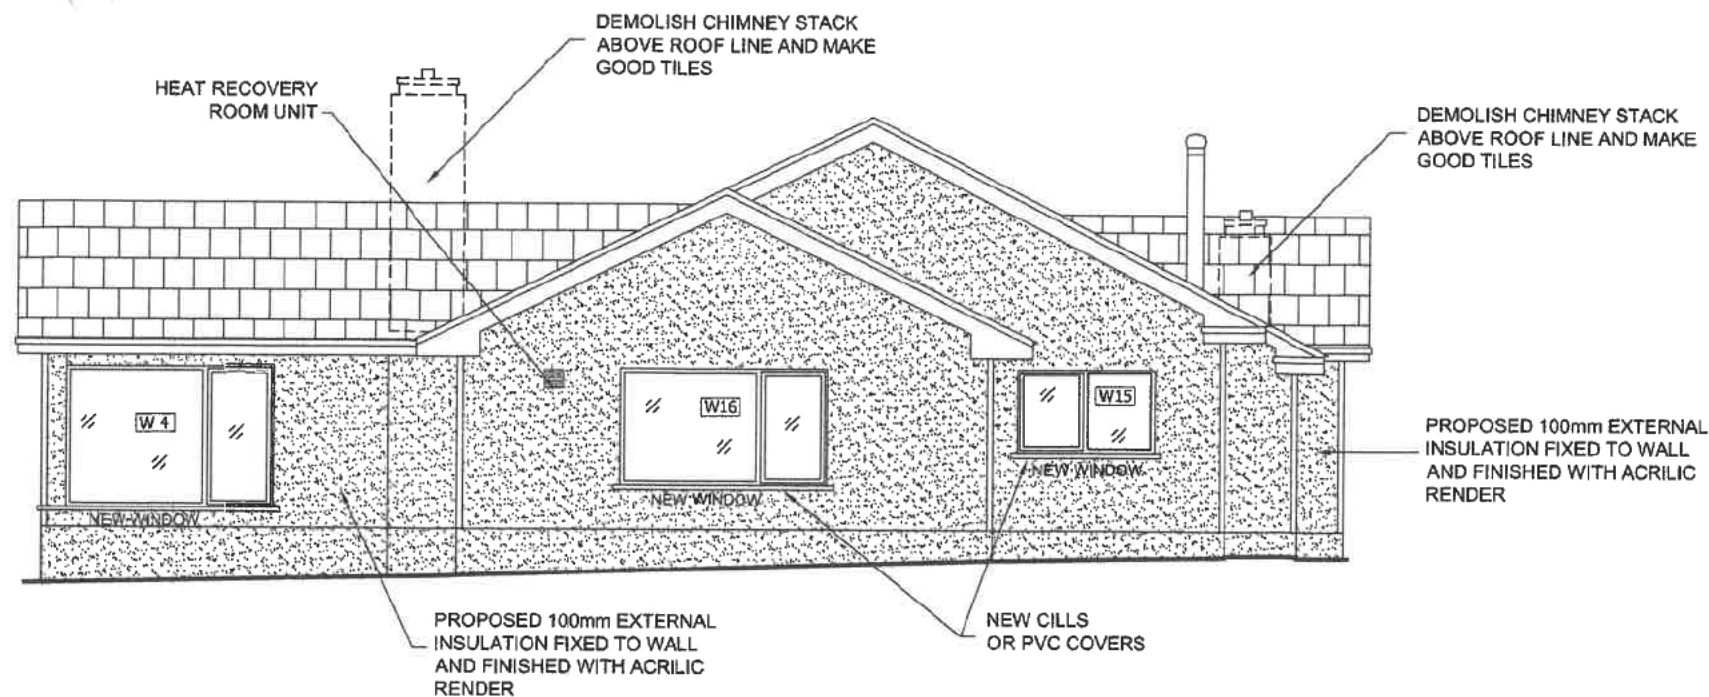 DEMOLISH CHIMNEY STACK
ABOVE ROOF LINE AND MAKE
GOOD TILES
HEAT RECOVERY
ROOM UNIT
DEMOLISH CHIMNEY STACK
ABOVE ROOF LINE AND MAKE
GOOD TILES
W 4
W16
W15
NEW WINDOW
NEW WINDOW
NEW WINDOW
PROPOSED 100mm EXTERNAL
INSULATION FIXED TO WALL
AND FINISHED WITH ACRILIC
RENDER
PROPOSED 100mm EXTERNAL
INSULATION FIXED TO WALL
AND FINISHED WITH ACRILIC
RENDER
NEW CILLS
OR PVC COVERS